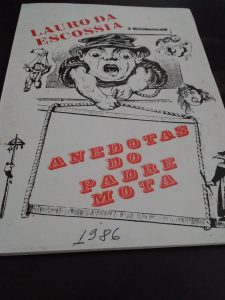 LAURO DA
ESCOSSIA
ANEDOTAS
DO
PADRE
MOTA
1986